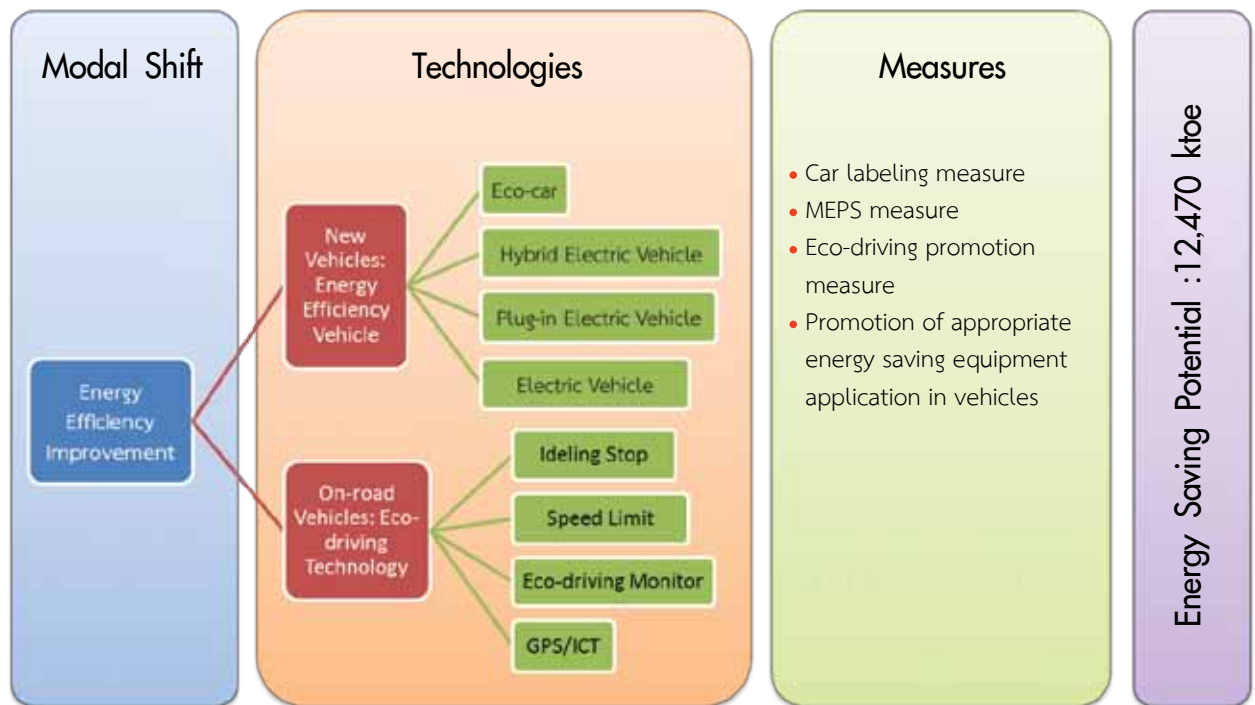 Modal Shift
Energy
Efficiency
Improvement
Technologies
New
Vehicles:
Energy
Efficiency
Vehicle
Eco-car
Hybrid Electric Vehicle
Plug-in Electric Vehicle
Electric Vehicle
On-road
Vehicles: Eco-
driving
Technology
Ideling Stop
Speed Limit
Eco-driving Monitor
GPS/ICT
Measures
• Car labeling measure
• MEPS measure
• Eco-driving promotion
measure
• Promotion of appropriate
energy saving equipment
application in vehicles
Energy Saving Potential :12,470 ktoe